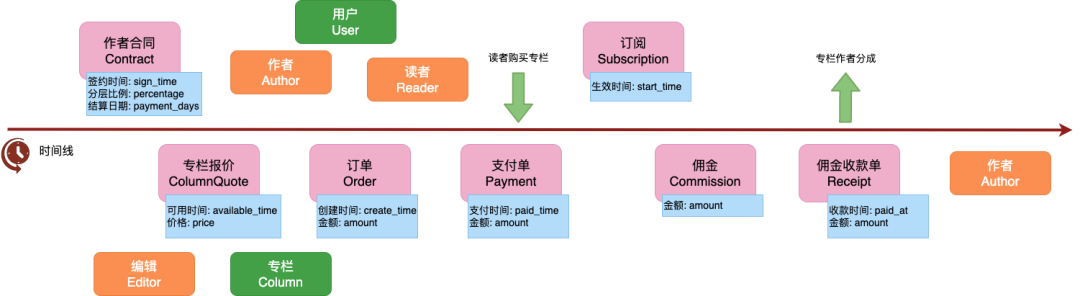 用户
User
作者合同
Contract
签约时间: sign_time
分层比例: percentage
结算日期: payment_days
作者
Author
读者
Reader
读者购买专栏
订阅
Subscription
生效时间: start_time
专栏作者分成
时间线
专栏报价
ColumnQuote
可用时间: available_time
价格: price
订单
Order
创建时间: create_time
金额: amount
支付单
Payment
支付时间: paid_time
金额: amount
佣金
Commission
金额: amount
佣金收款单
Receipt
收款时间: paid_at
金额: amount
作者
Author
编辑
Editor
专栏
Column